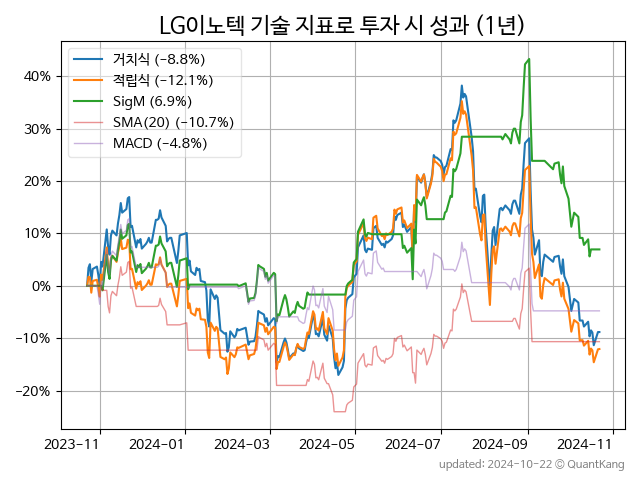 LG이노텍 기술 지표로 투자 시 성과 (1년)
거치식 (−8.8%)
적립식 (−12.1%)
SigM (6.9%)
SMA(20) (−10.7%)
MACD (−4.8%)
40%
30%
20%
10%
0%
−10%
−20%
2023−11
2024−01
2024−03
2024−05
2024−07
2024−09
2024−11
updated: 2024-10-22 © QuantKang